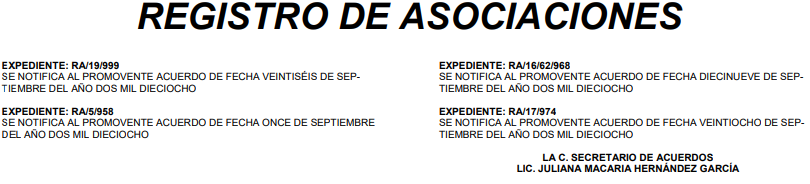 REGISTRO DE ASOCIACIONES
EXPEDIENTE: RA/19/999
SE NOTIFICA AL PROMOVENTE ACUERDO DE FECHA VEINTISÉIS DE SEP-
TIEMBRE DEL AÑO DOS MIL DIECIOCHO
EXPEDIENTE: RA/5/958
SE NOTIFICA AL PROMOVENTE ACUERDO DE FECHA ONCE DE SEPTIEMBRE
DEL AÑO DOS MIL DIECIOCHO
EXPEDIENTE: RA/16/62/968
SE NOTIFICA AL PROMOVENTE ACUERDO DE FECHA DIECINUEVE DE SEP-
TIEMBRE DEL AÑO DOS MIL DIECIOCHO
EXPEDIENTE: RA/17/974
SE NOTIFICA AL PROMOVENTE ACUERDO DE FECHA VEINTIOCHO DE SEP-
TIEMBRE DEL AÑO DOS MIL DIECIOCHO
LA C. SECRETARIO DE ACUERDOS
LIC. JULIANA MACARIA HERNÁNDEZ GARCÍA